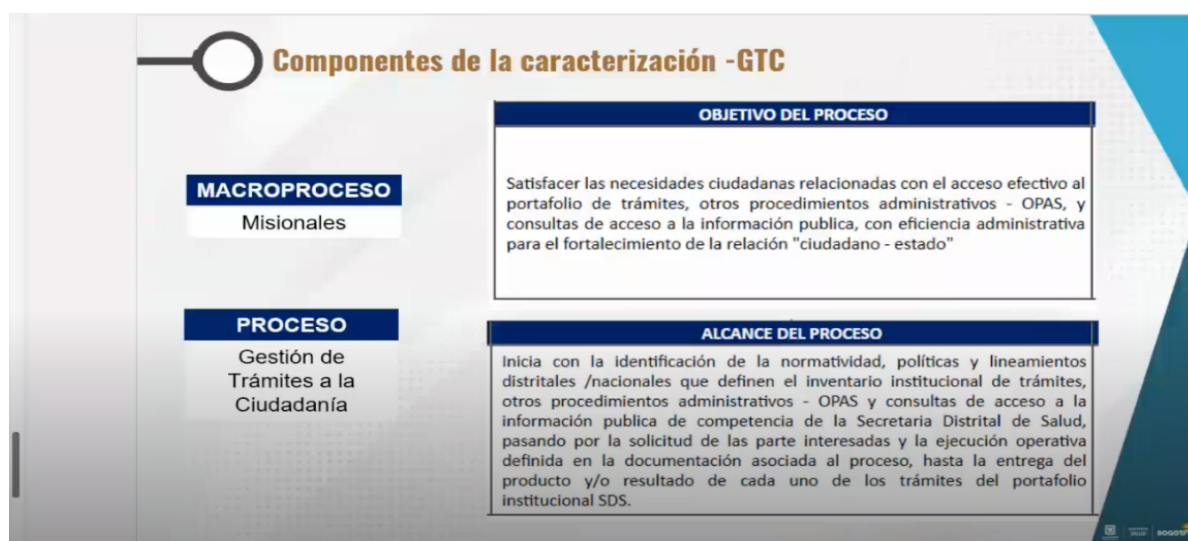 Componentes de la caracterización -GTC
MACROPROCESO
Misionales
PROCESO
Gestión de
Trámites a la
Ciudadanía
OBJETIVO DEL PROCESO
Satisfacer las necesidades ciudadanas relacionadas con el acceso efectivo al
portafolio de trámites, otros procedimientos administrativos - OPAS, y
consultas de acceso a la información publica, con eficiencia administrativa
para el fortalecimiento de la relación "ciudadano - estado"
ALCANCE DEL PROCESO
Inicia con la identificación de la normatividad, políticas y lineamientos
distritales /nacionales que definen el inventario institucional de trámites,
otros procedimientos administrativos - OPAS y consultas de acceso a la
información publica de competencia de la Secretaria Distrital de Salud,
pasando por la solicitud de las parte interesadas y la ejecución operativa
definida en la documentación asociada al proceso, hasta la entrega del
producto y/o resultado de cada uno de los trámites del portafolio
institucional SDS.
SALUD
BOGOTÁ